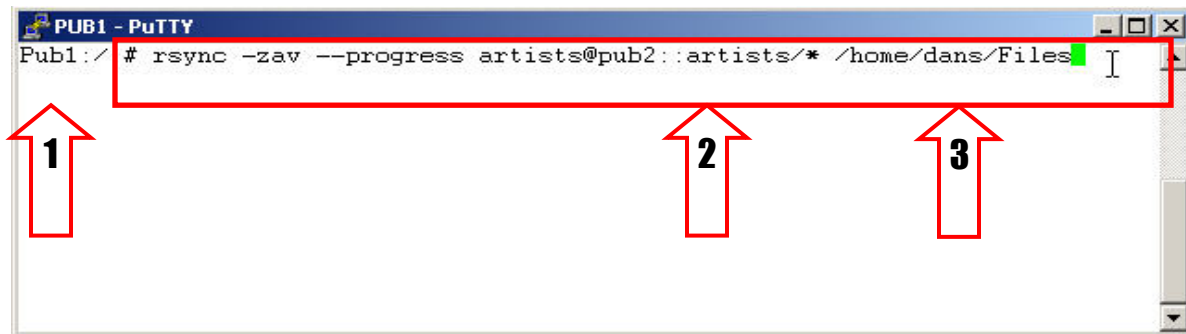 PUB1 - PuTTY
Pub1:/ # rsync -zav --progress artists@pub2::artists/* /home/dans/Files
1
2
3